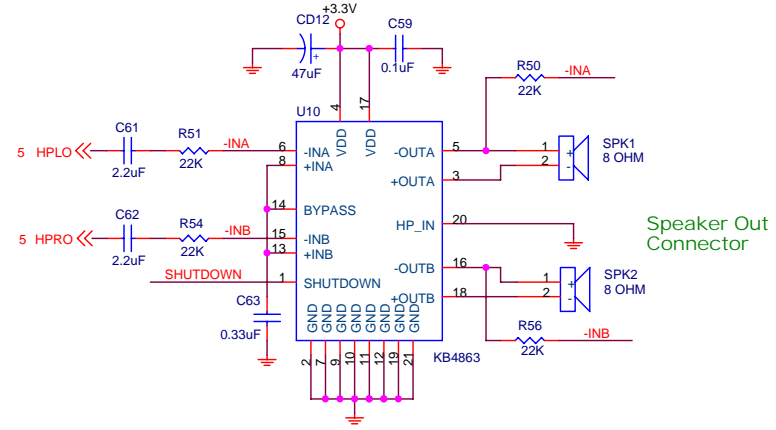 +3.3V
CD12
C59
47uF
0.1uF
R50
-INA
22K
U10
4
17
VDD
VDD
C61
R51
-INA
6
-INA
-OUTA
5
1
+
SPK1
5 HPLO
8
+INA
2
-
8 OHM
2.2uF
22K
+OUTA
3
14
BYPASS
HP_IN
20
Speaker Out
Connector
C62
R54
-INB
15
-INB
5 HPRO
13
+INB
2.2uF
22K
-OUTB
16
1
+
SPK2
SHUTDOWN
1
SHUTDOWN
2
-
8 OHM
+OUTB
18
C63
0.33uF
GND
GND
GND
GND
GND
GND
GND
GND
R56
-INB
22K
KB4863
2
7
9
10
11
12
19
21